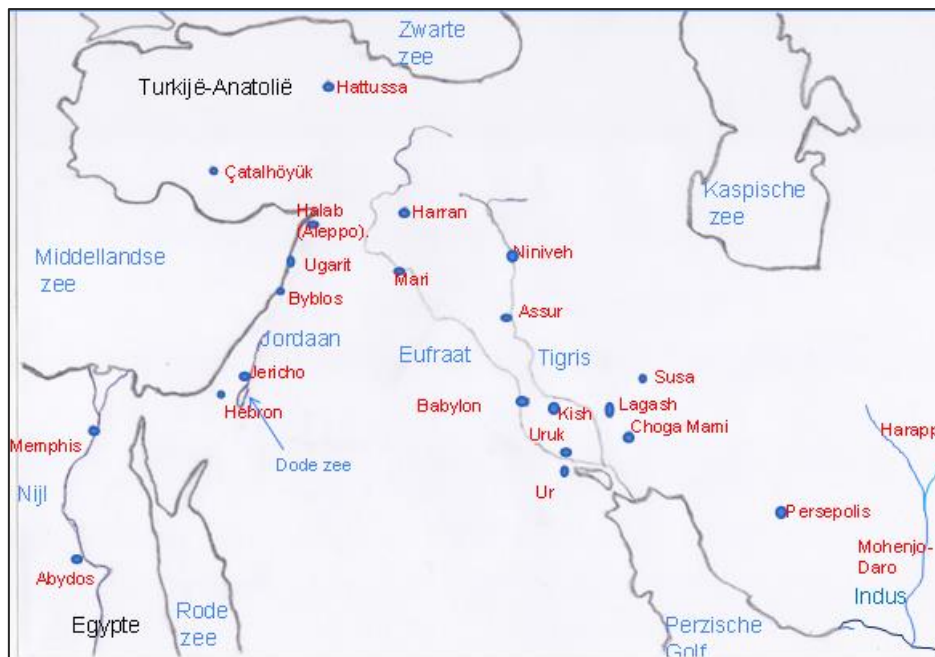 Zwarte
zee
Turkijë-Anatolië
Hattussa
Çatalhöyük
Kaspische
zee
Halab
(Aleppo).
Harran
Middellandse
zee
Ugarit
Niniveh
Mari
Byblos
Assur
Jordaan
Eufraat
Tigris
Jericho
Susa
Hebron
Babylon
Kish
Lagash
Memphis
Uruk
Choga Mami
Harapp
Dode zee
Nijl
Ur
Persepolis
Mohenjo-
Daro
Abydos
Indus
Egypte
Rode
zee
Perzische
Golf